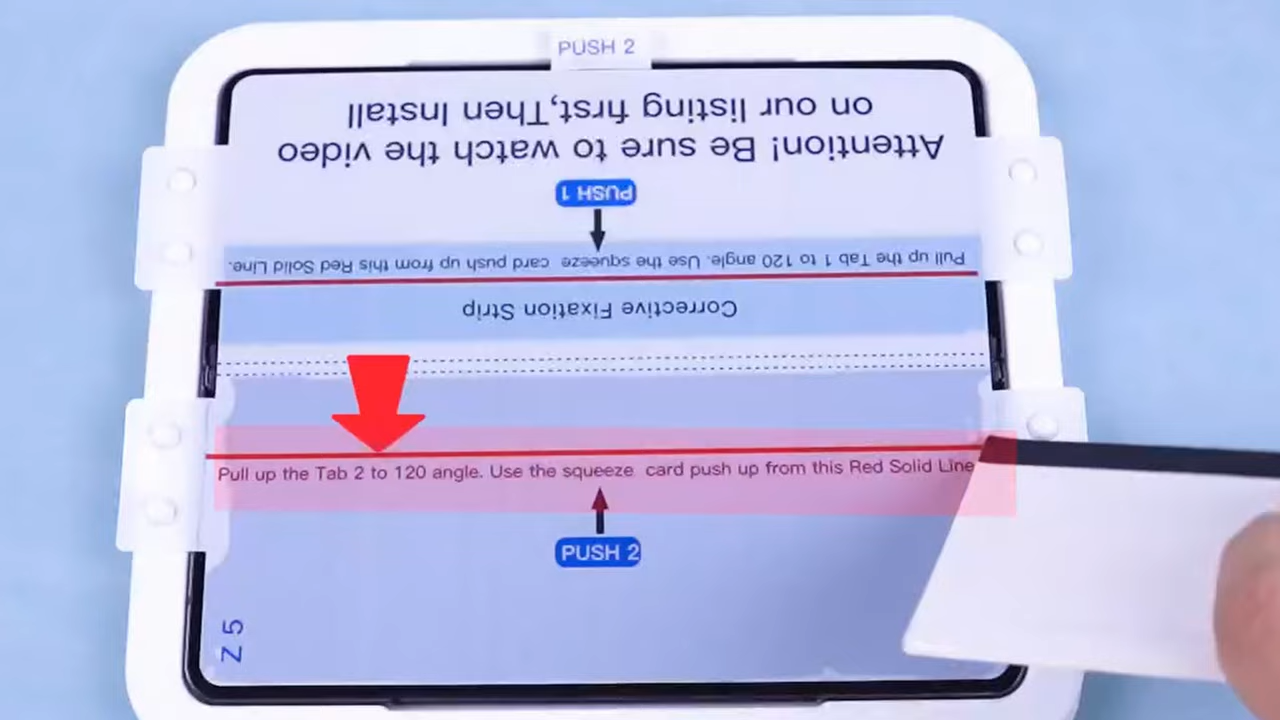 PUSH 2
Attention! Be sure to watch the video
on our listing first,Then Install
PUSH 1
Pull up the Tab 1 to 120 angle. Use the squeeze card push up from this Red Solid Line.
Corrective Fixation Strip
Pull up the Tab 2 to 120 angle. Use the squeeze card push up from this Red Solid Line
PUSH 2
Z 5